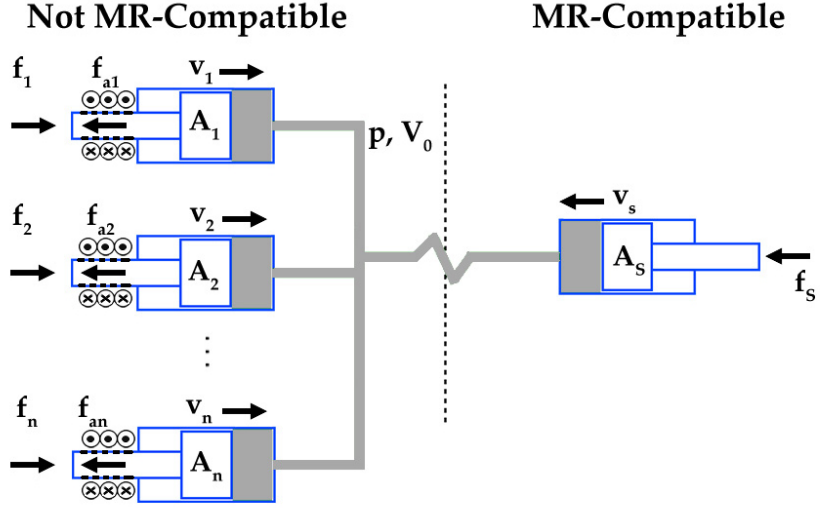 Not MR-Compatible
MR-Compatible
f₁ fₐ₁ v₁
A₁
p, V₀
f₂ fₐ₂ v₂
A₂
vₛ
Aₛ
fₛ
⋮
fₙ fₐₙ vₙ
Aₙ